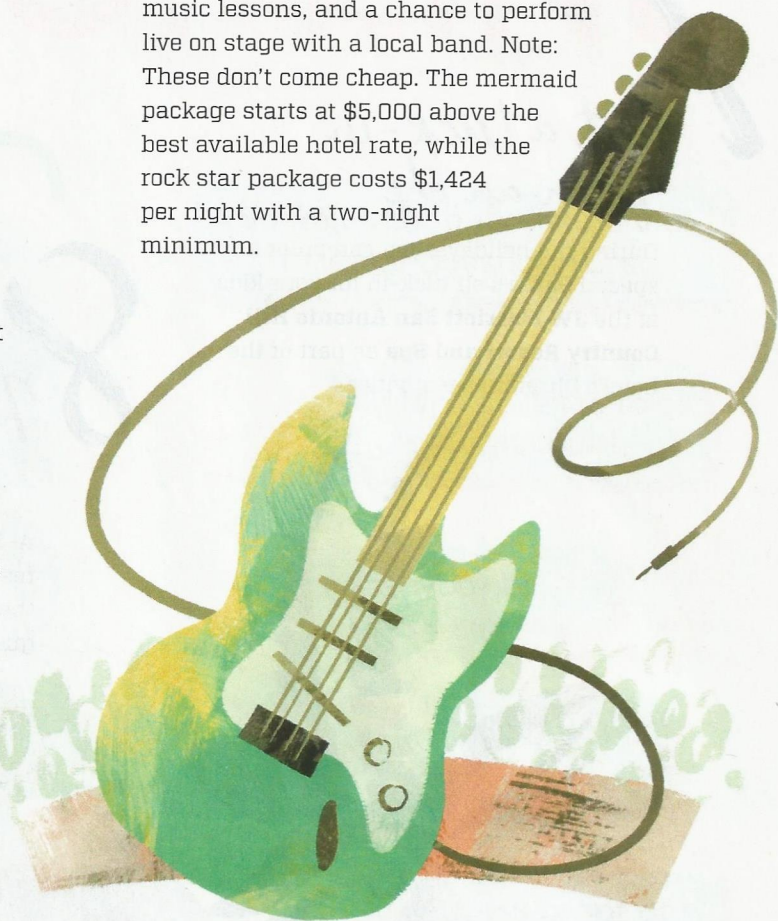 music lessons, and a chance to perform
live on stage with a local band. Note:
These don't come cheap. The mermaid
package starts at $5,000 above the
best available hotel rate, while the
rock star package costs $1,424
per night with a two-night
minimum.